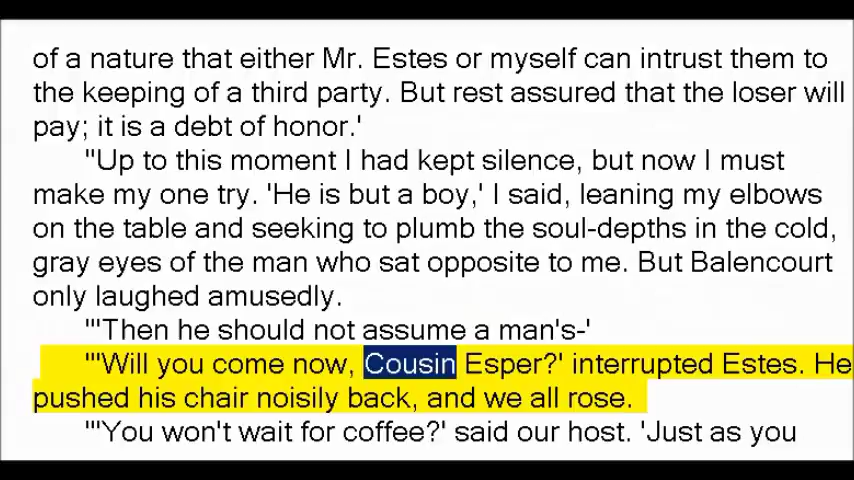 of a nature that either Mr. Estes or myself can intrust them to
the keeping of a third party. But rest assured that the loser will
pay; it is a debt of honor.'
"Up to this moment I had kept silence, but now I must
make my one try. 'He is but a boy,' I said, leaning my elbows
on the table and seeking to plumb the soul-depths in the cold,
gray eyes of the man who sat opposite to me. But Balencourt
only laughed amusedly.
"'Then he should not assume a man's-'
"'Will you come now, Cousin Esper?' interrupted Estes. He
pushed his chair noisily back, and we all rose.
"'You won't wait for coffee?' said our host. 'Just as you